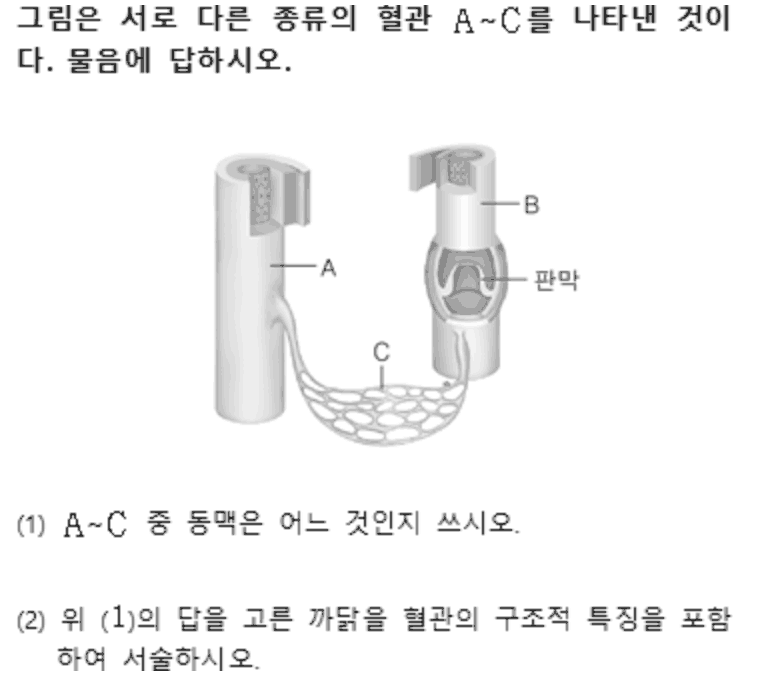 그림은 서로 다른 종류의 혈관 A~C를 나타낸 것이
다. 물음에 답하시오.
B
A
판막
C
(1) A~C 중 동맥은 어느 것인지 쓰시오.
(2) 위 (1)의 답을 고른 까닭을 혈관의 구조적 특징을 포함
하여 서술하시오.